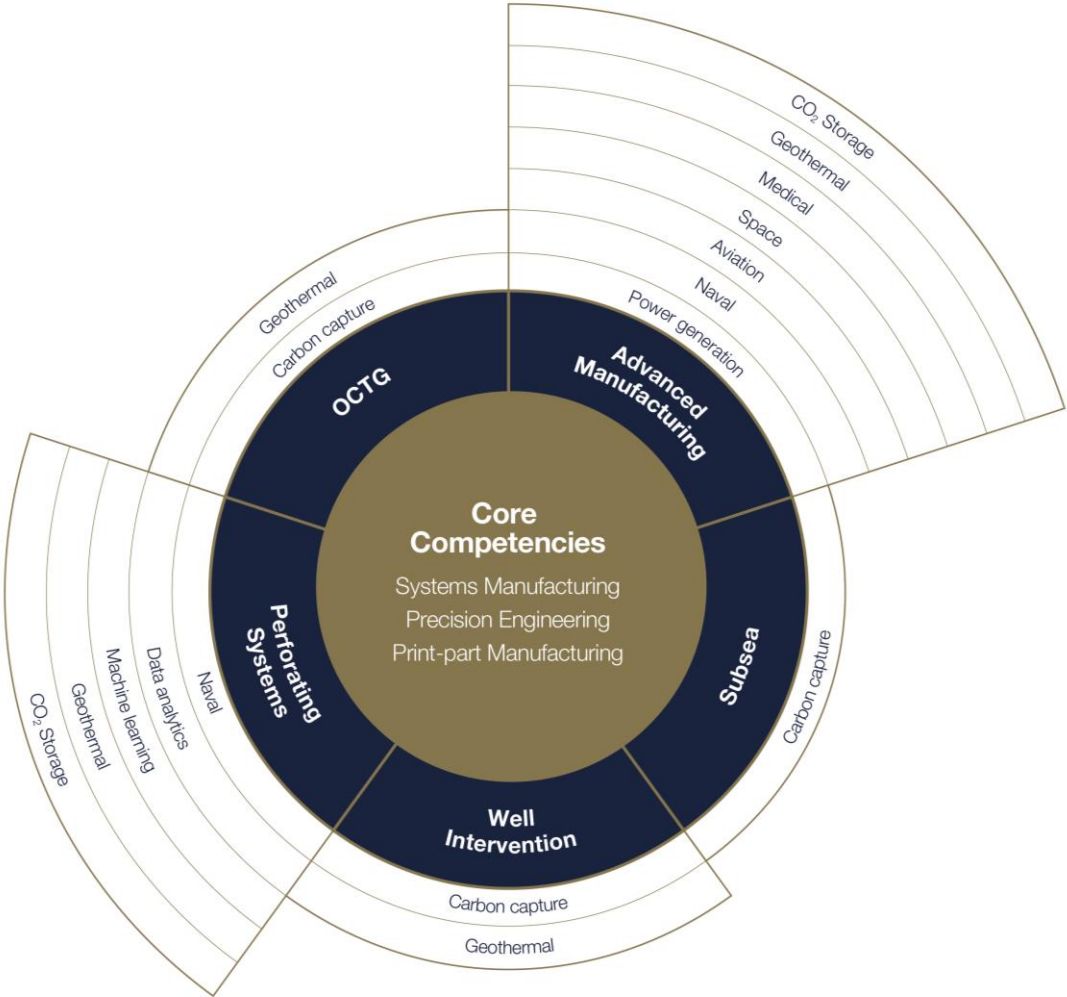 Core
Competencies
Systems Manufacturing
Precision Engineering
Print-part Manufacturing
Advanced
Manufacturing
CO₂ Storage
Geothermal
Medical
Space
Aviation
Naval
Power generation
Subsea
Carbon capture
Well
Intervention
Carbon capture
Geothermal
Perforating
Systems
Naval
Data analytics
Machine learning
Geothermal
CO₂ Storage
OCTG
Geothermal
Carbon capture